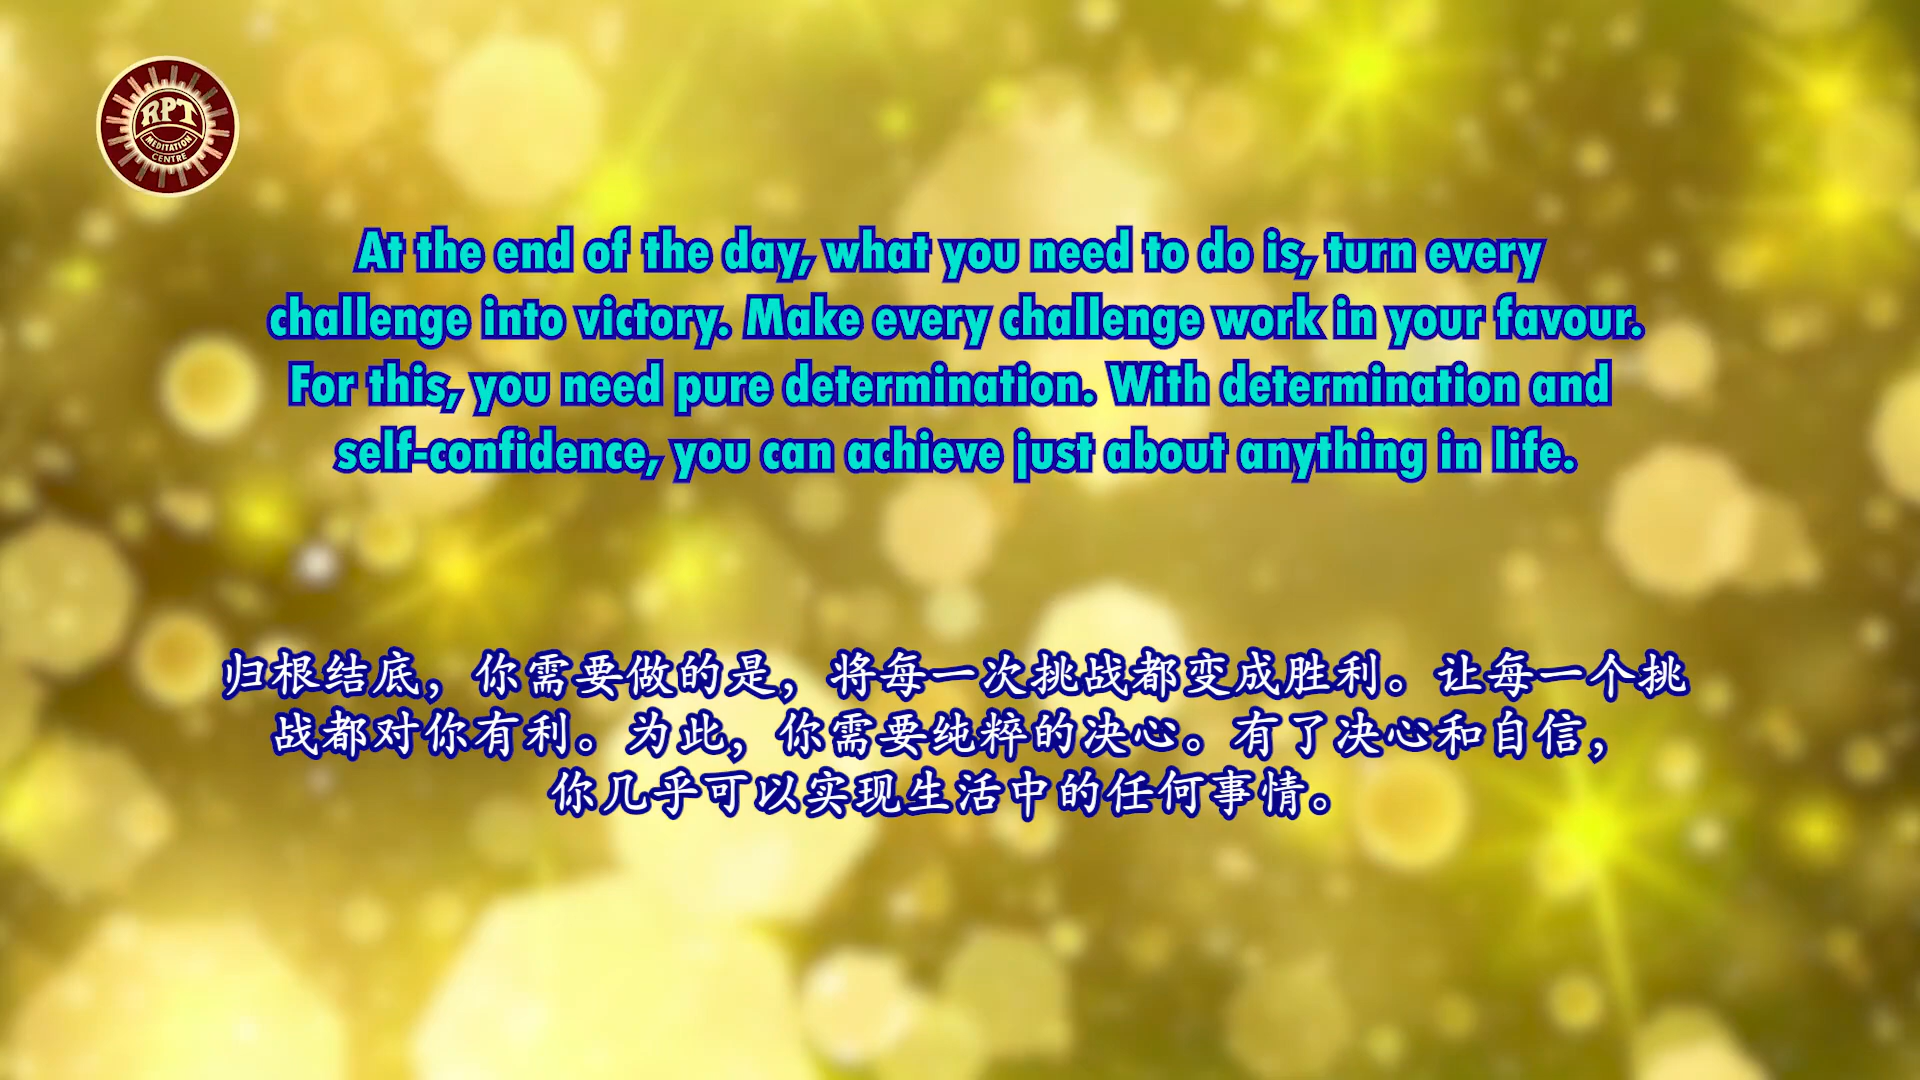 RPT
MEDITATION
CENTRE
At the end of the day, what you need to do is, turn every
challenge into victory. Make every challenge work in your favour.
For this, you need pure determination. With determination and
self-confidence, you can achieve just about anything in life.
归根结底，你需要做的是，将每一次挑战都变成胜利。让每一个挑
战都对你有利。为此，你需要纯粹的决心。有了决心和自信，
你几乎可以实现生活中的任何事情。